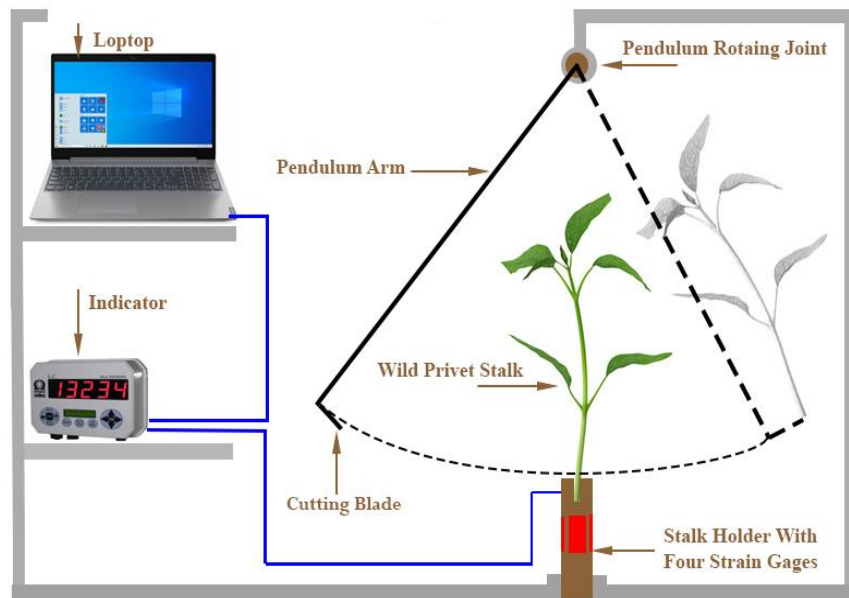 Loptop
Pendulum Rotaing Joint
Pendulum Arm
Indicator
13234
Wild Privet Stalk
Cutting Blade
Stalk Holder With
Four Strain Gages